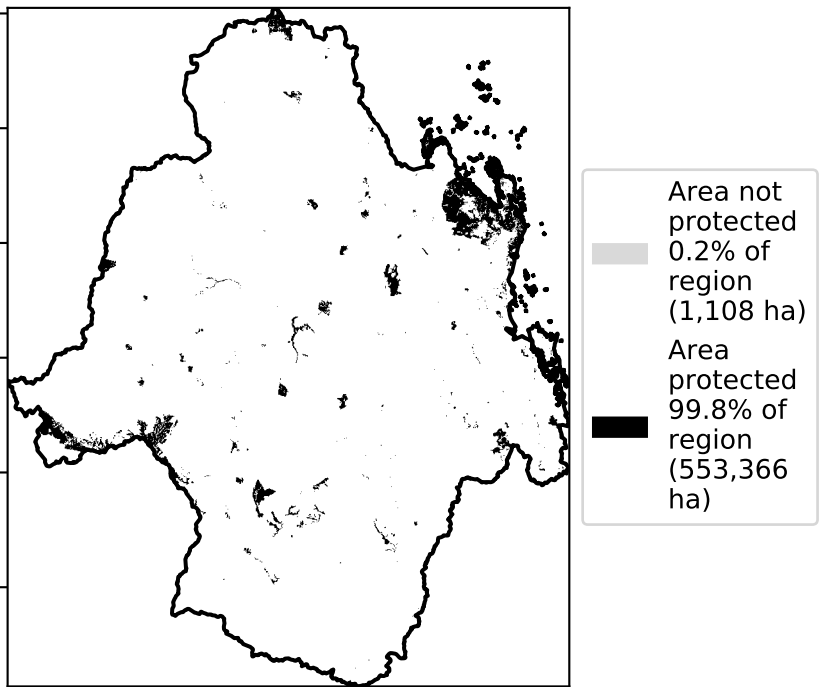 Area not
protected
0.2% of
region
(1,108 ha)
Area
protected
99.8% of
region
(553,366
ha)